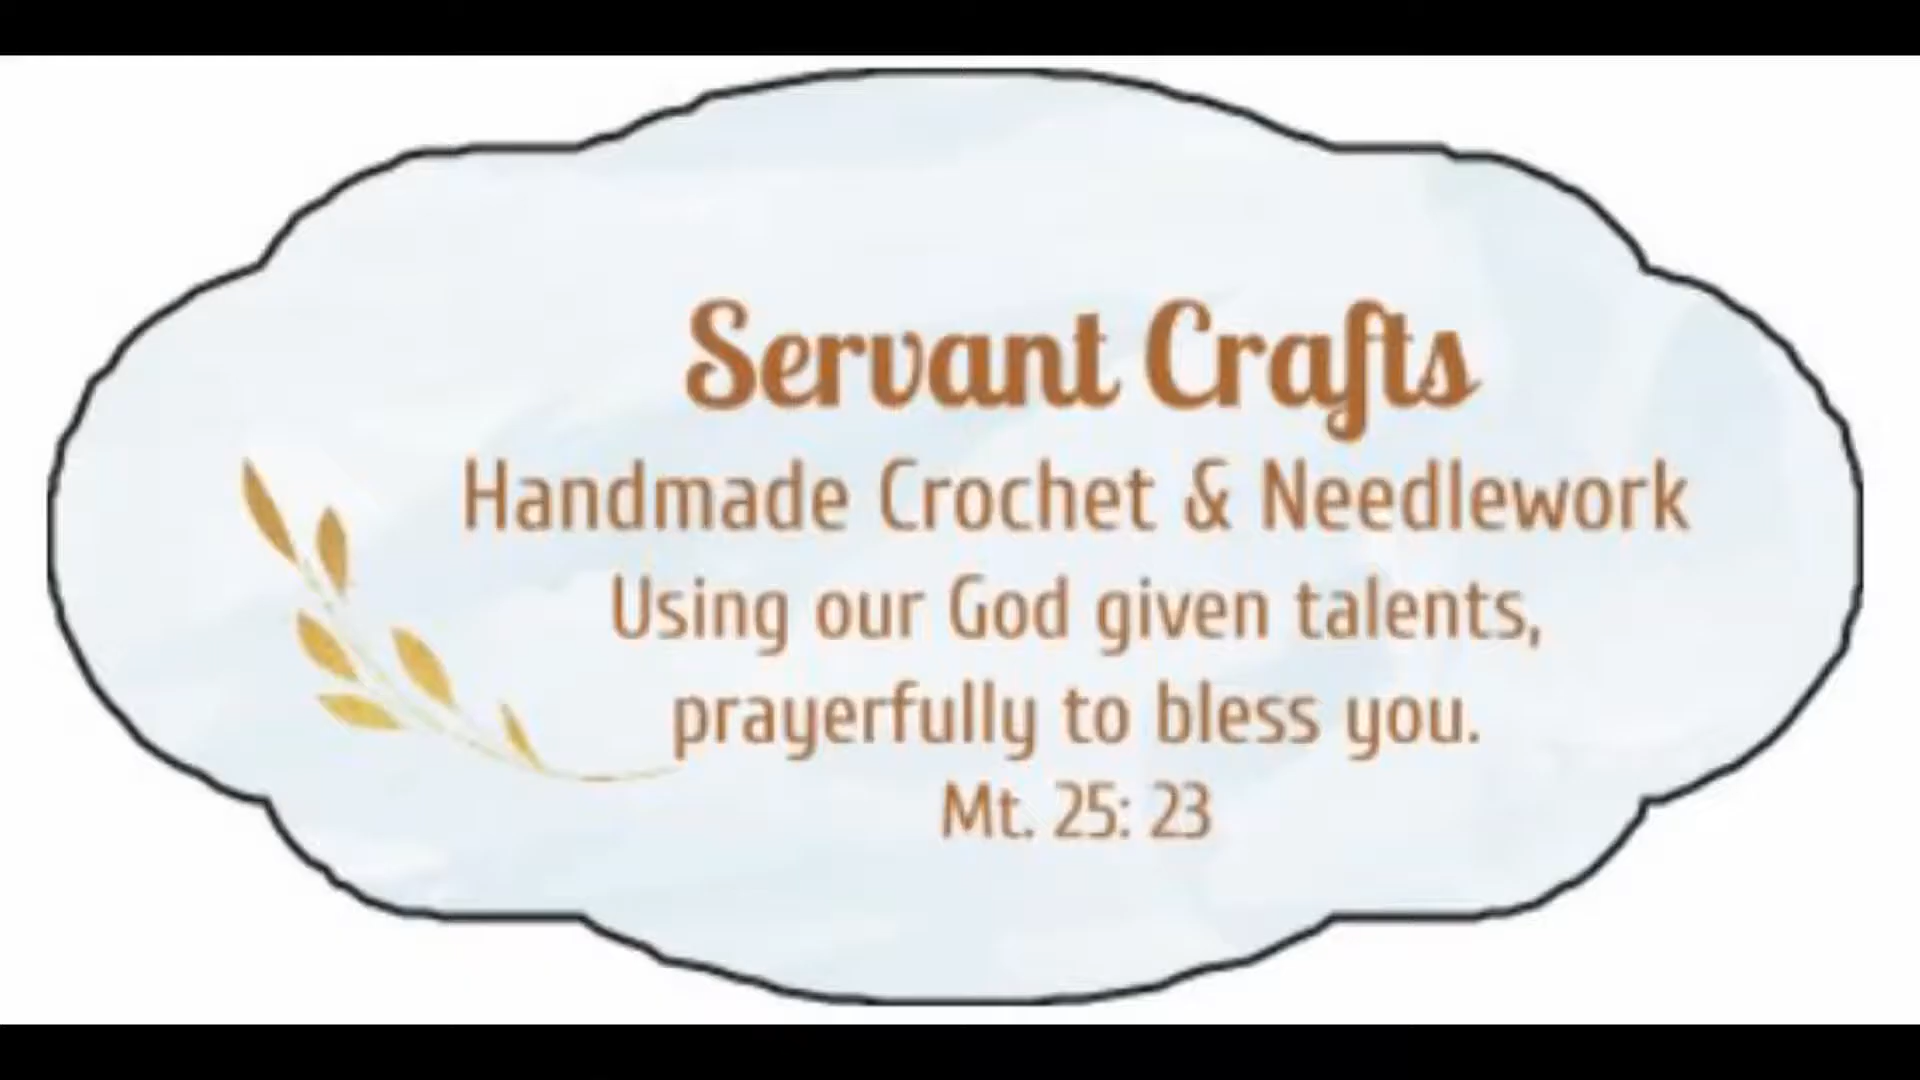 Servant Crafts
Handmade Crochet & Needlework
Using our God given talents,
prayerfully to bless you.
Mt. 25: 23